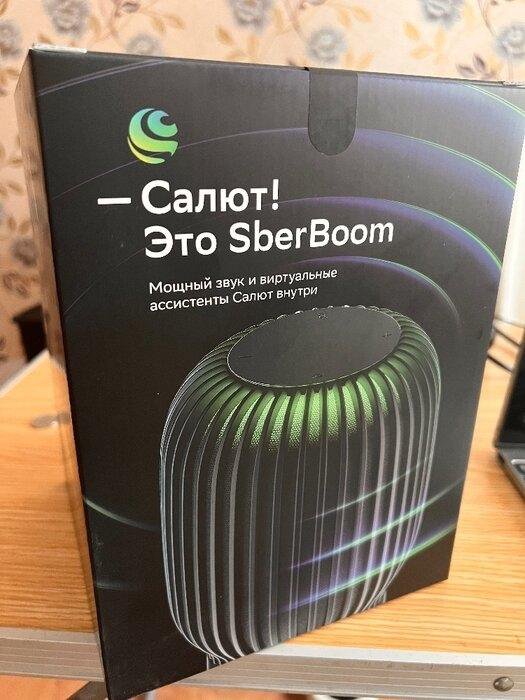 — Салют!
Это SberBoom
Мощный звук и виртуальные
ассистенты Салют внутри